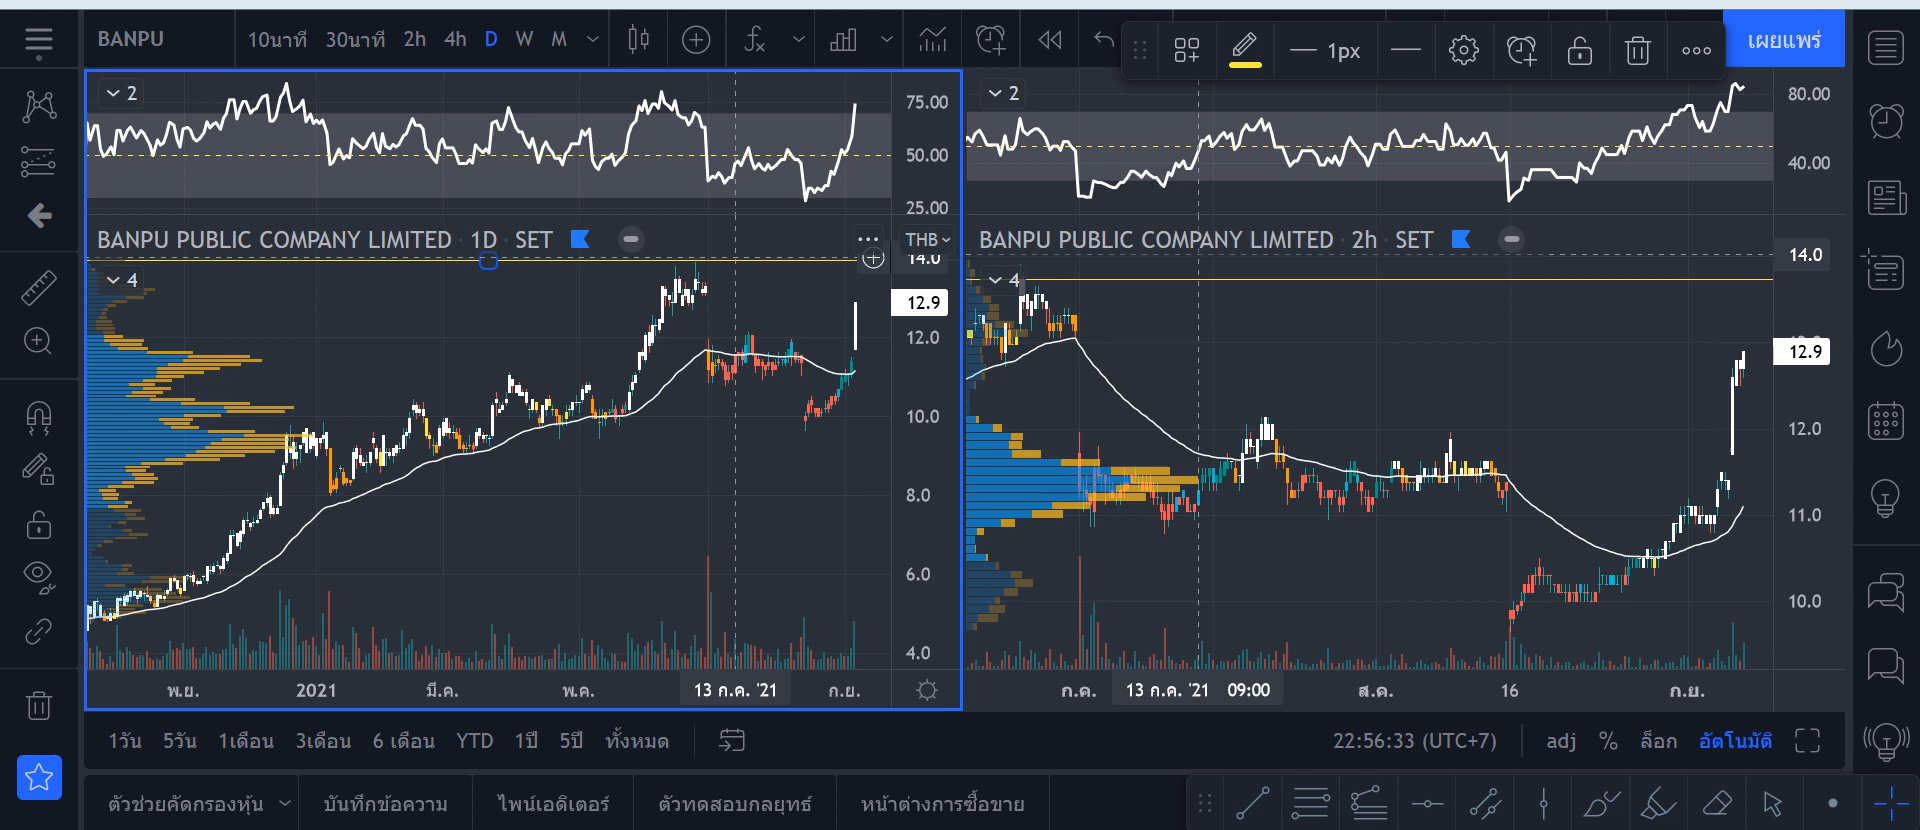 BANPU 10นาที 30นาที 2h 4h D W M 1px เผยแพร่
2
75.00
50.00
25.00
BANPU PUBLIC COMPANY LIMITED · 1D · SET
THB
4
14.0
12.9
12.0
10.0
8.0
6.0
4.0
พ.ย. 2021 มี.ค. พ.ค. 13 ก.ค. '21 ก.ย.
2
80.00
40.00
BANPU PUBLIC COMPANY LIMITED · 2h · SET
14.0
4
12.9
12.0
11.0
10.0
ก.ค. 13 ก.ค. '21 09:00 ส.ค. 16 ก.ย.
1วัน 5วัน 1เดือน 3เดือน 6 เดือน YTD 1ปี 5ปี ทั้งหมด 22:56:33 (UTC+7) adj % ล็อก อัตโนมัติ
ตัวช่วยคัดกรองหุ้น บันทึกข้อความ ไพน์เอดิเตอร์ ตัวทดสอบกลยุทธ์ หน้าต่างการซื้อขาย